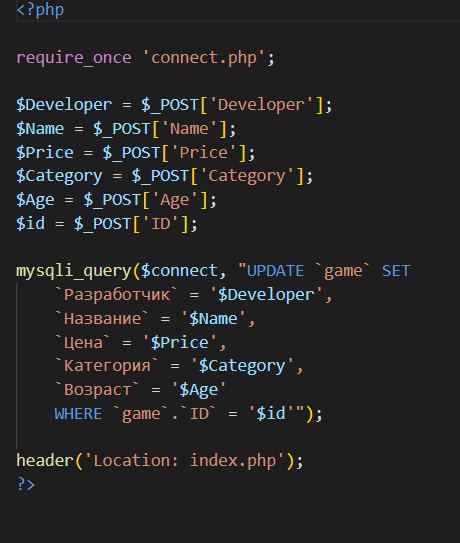 <?php
require_once 'connect.php';
$Developer = $_POST['Developer'];
$Name = $_POST['Name'];
$Price = $_POST['Price'];
$Category = $_POST['Category'];
$Age = $_POST['Age'];
$id = $_POST['ID'];
mysqli_query($connect, "UPDATE `game` SET
`Разработчик` = '$Developer',
`Название` = '$Name',
`Цена` = '$Price',
`Категория` = '$Category',
`Возраст` = '$Age'
WHERE `game`.`ID` = '$id'");
header('Location: index.php');
?>